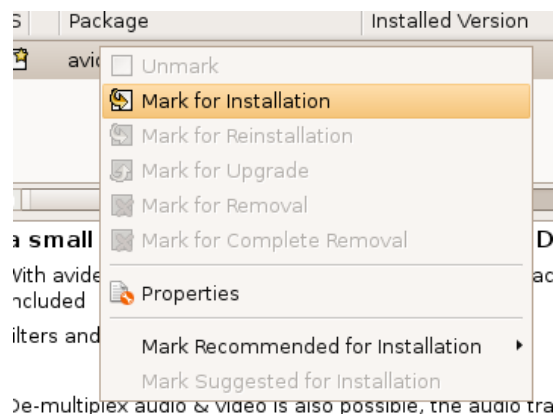 S Package Installed Version
avid
Unmark
Mark for Installation
Mark for Reinstallation
Mark for Upgrade
Mark for Removal
Mark for Complete Removal
a small D
With avide ac
ncluded
Properties
ilters and
Mark Recommended for Installation
Mark Suggested for Installation
De-multiplex audio & video is also possible, the audio tra